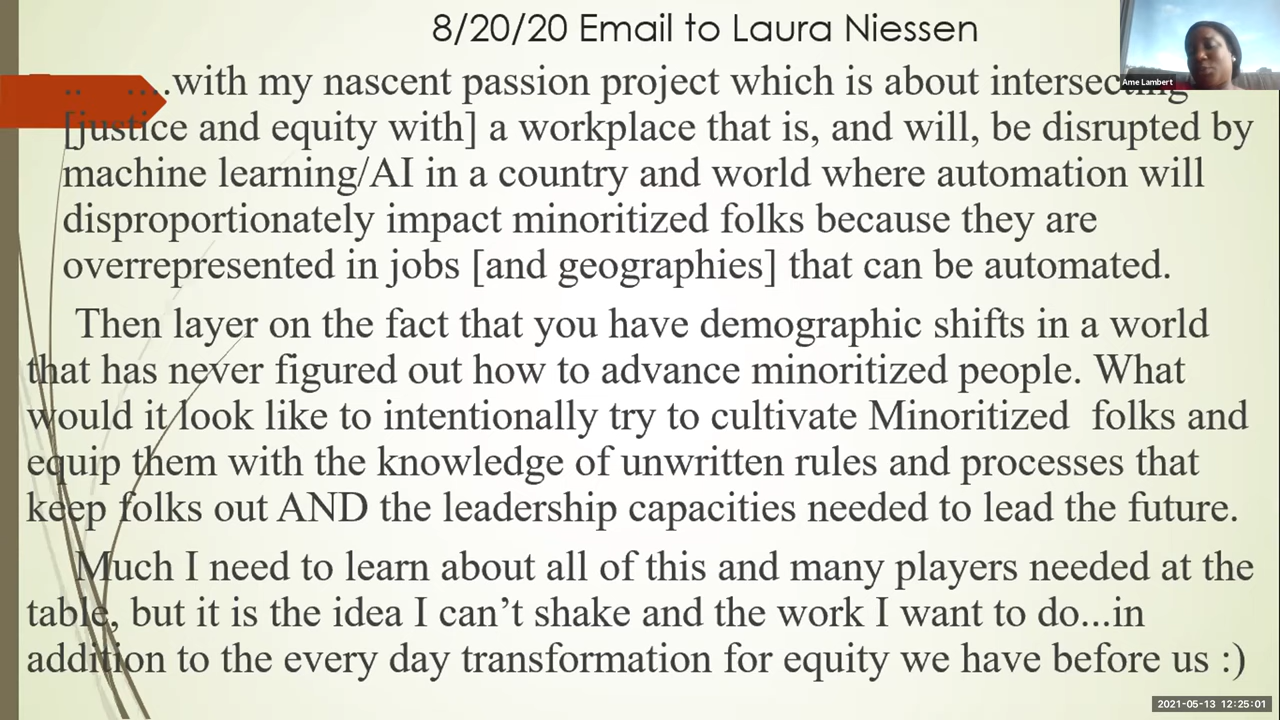 8/20/20 Email to Laura Niessen
Ame Lambert
.. ....with my nascent passion project which is about intersecting
[justice and equity with] a workplace that is, and will, be disrupted by
machine learning/AI in a country and world where automation will
disproportionately impact minoritized folks because they are
overrepresented in jobs [and geographies] that can be automated.
Then layer on the fact that you have demographic shifts in a world
that has never figured out how to advance minoritized people. What
would it look like to intentionally try to cultivate Minoritized  folks and
equip them with the knowledge of unwritten rules and processes that
keep folks out AND the leadership capacities needed to lead the future.
Much I need to learn about all of this and many players needed at the
table, but it is the idea I can’t shake and the work I want to do...in
addition to the every day transformation for equity we have before us :)
2021-05-13 12:25:01